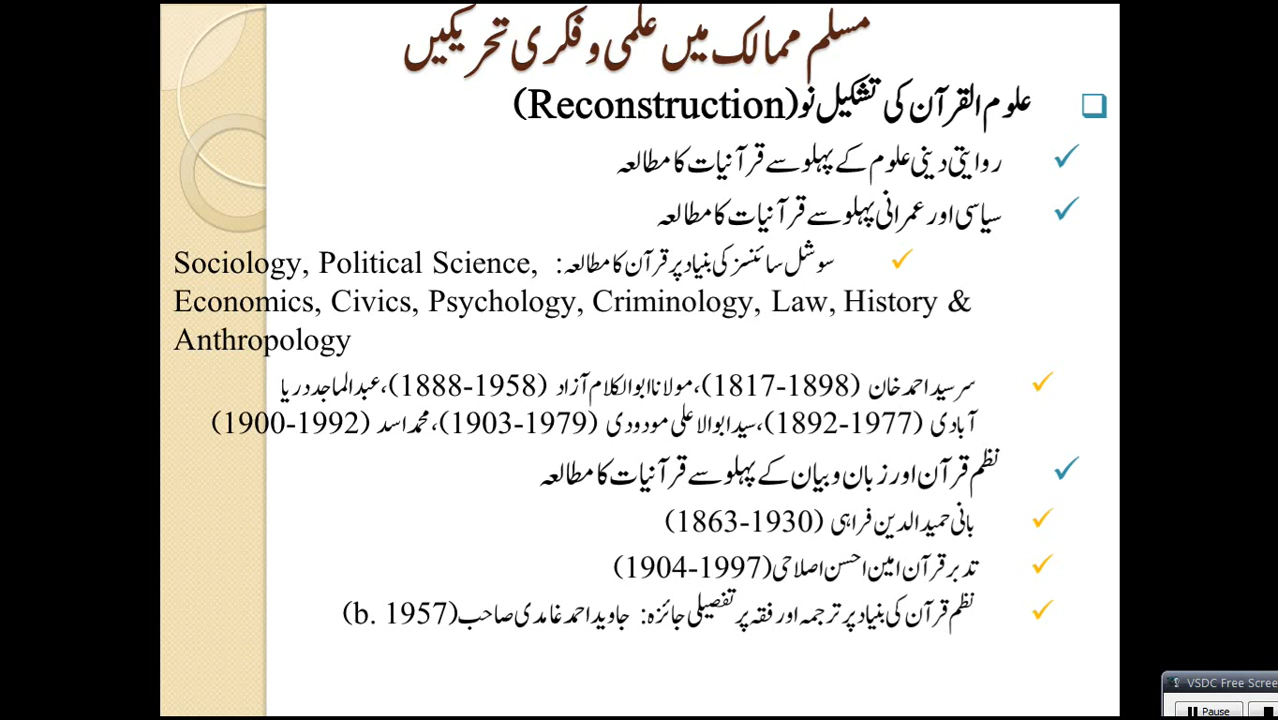 مسلم ممالک میں علمی و فکری تحریکیں
علوم القرآن کی تشکیل نو(Reconstruction)
روایتی دینی علوم کے پہلو سے قرآنیات کا مطالعہ
سیاسی اور عمرانی پہلو سے قرآنیات کا مطالعہ
سوشل سائنسز کی بنیاد پر قرآن کا مطالعہ: Sociology, Political Science,
Economics, Civics, Psychology, Criminology, Law, History &
Anthropology
سر سید احمد خان (1817-1898)، مولانا ابوالکلام آزاد (1888-1958)، عبدالماجد دریا
آبادی (1892-1977)، سید ابوالاعلی مودودی (1903-1979)، محمد اسد (1900-1992)
نظم قرآن اور زبان و بیان کے پہلو سے قرآنیات کا مطالعہ
بانی حمید الدین فراہی (1863-1930)
تدبر قرآن امین احسن اصلاحی(1904-1997)
نظم قرآن کی بنیاد پر ترجمہ اور فقہ پر تفصیلی جائزہ: جاوید احمد غامدی صاحب(b. 1957)
VSDC Free Scree
Pause